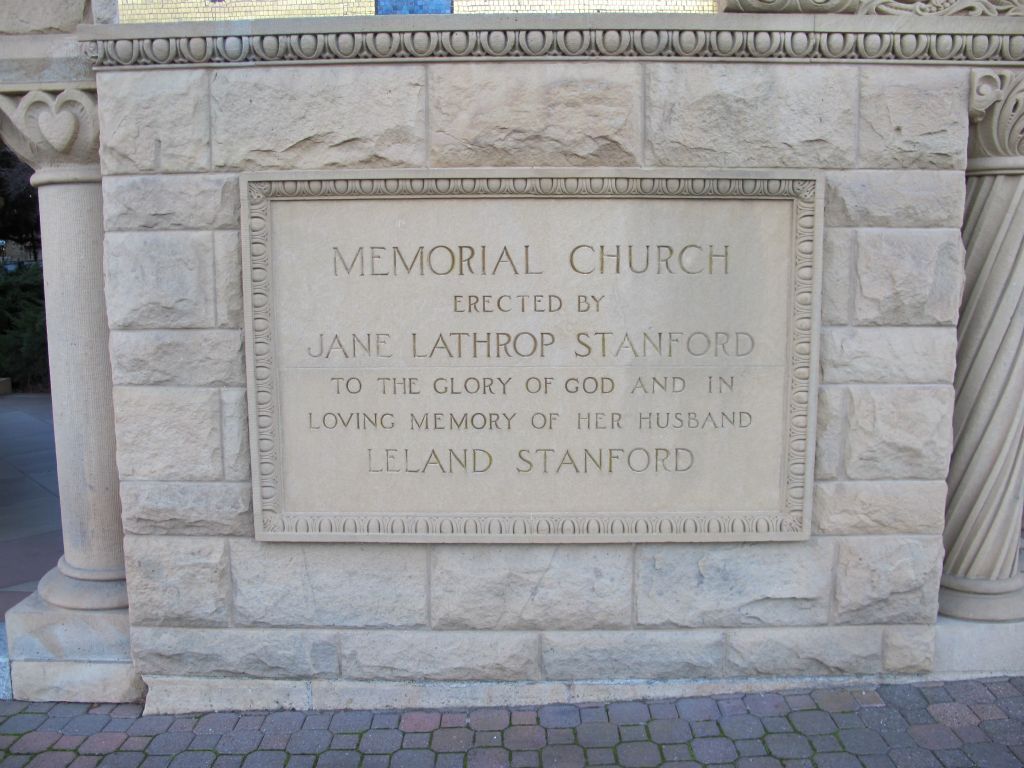 MEMORIAL CHURCH
ERECTED BY
JANE LATHROP STANFORD
TO THE GLORY OF GOD AND IN
LOVING MEMORY OF HER HUSBAND
LELAND STANFORD